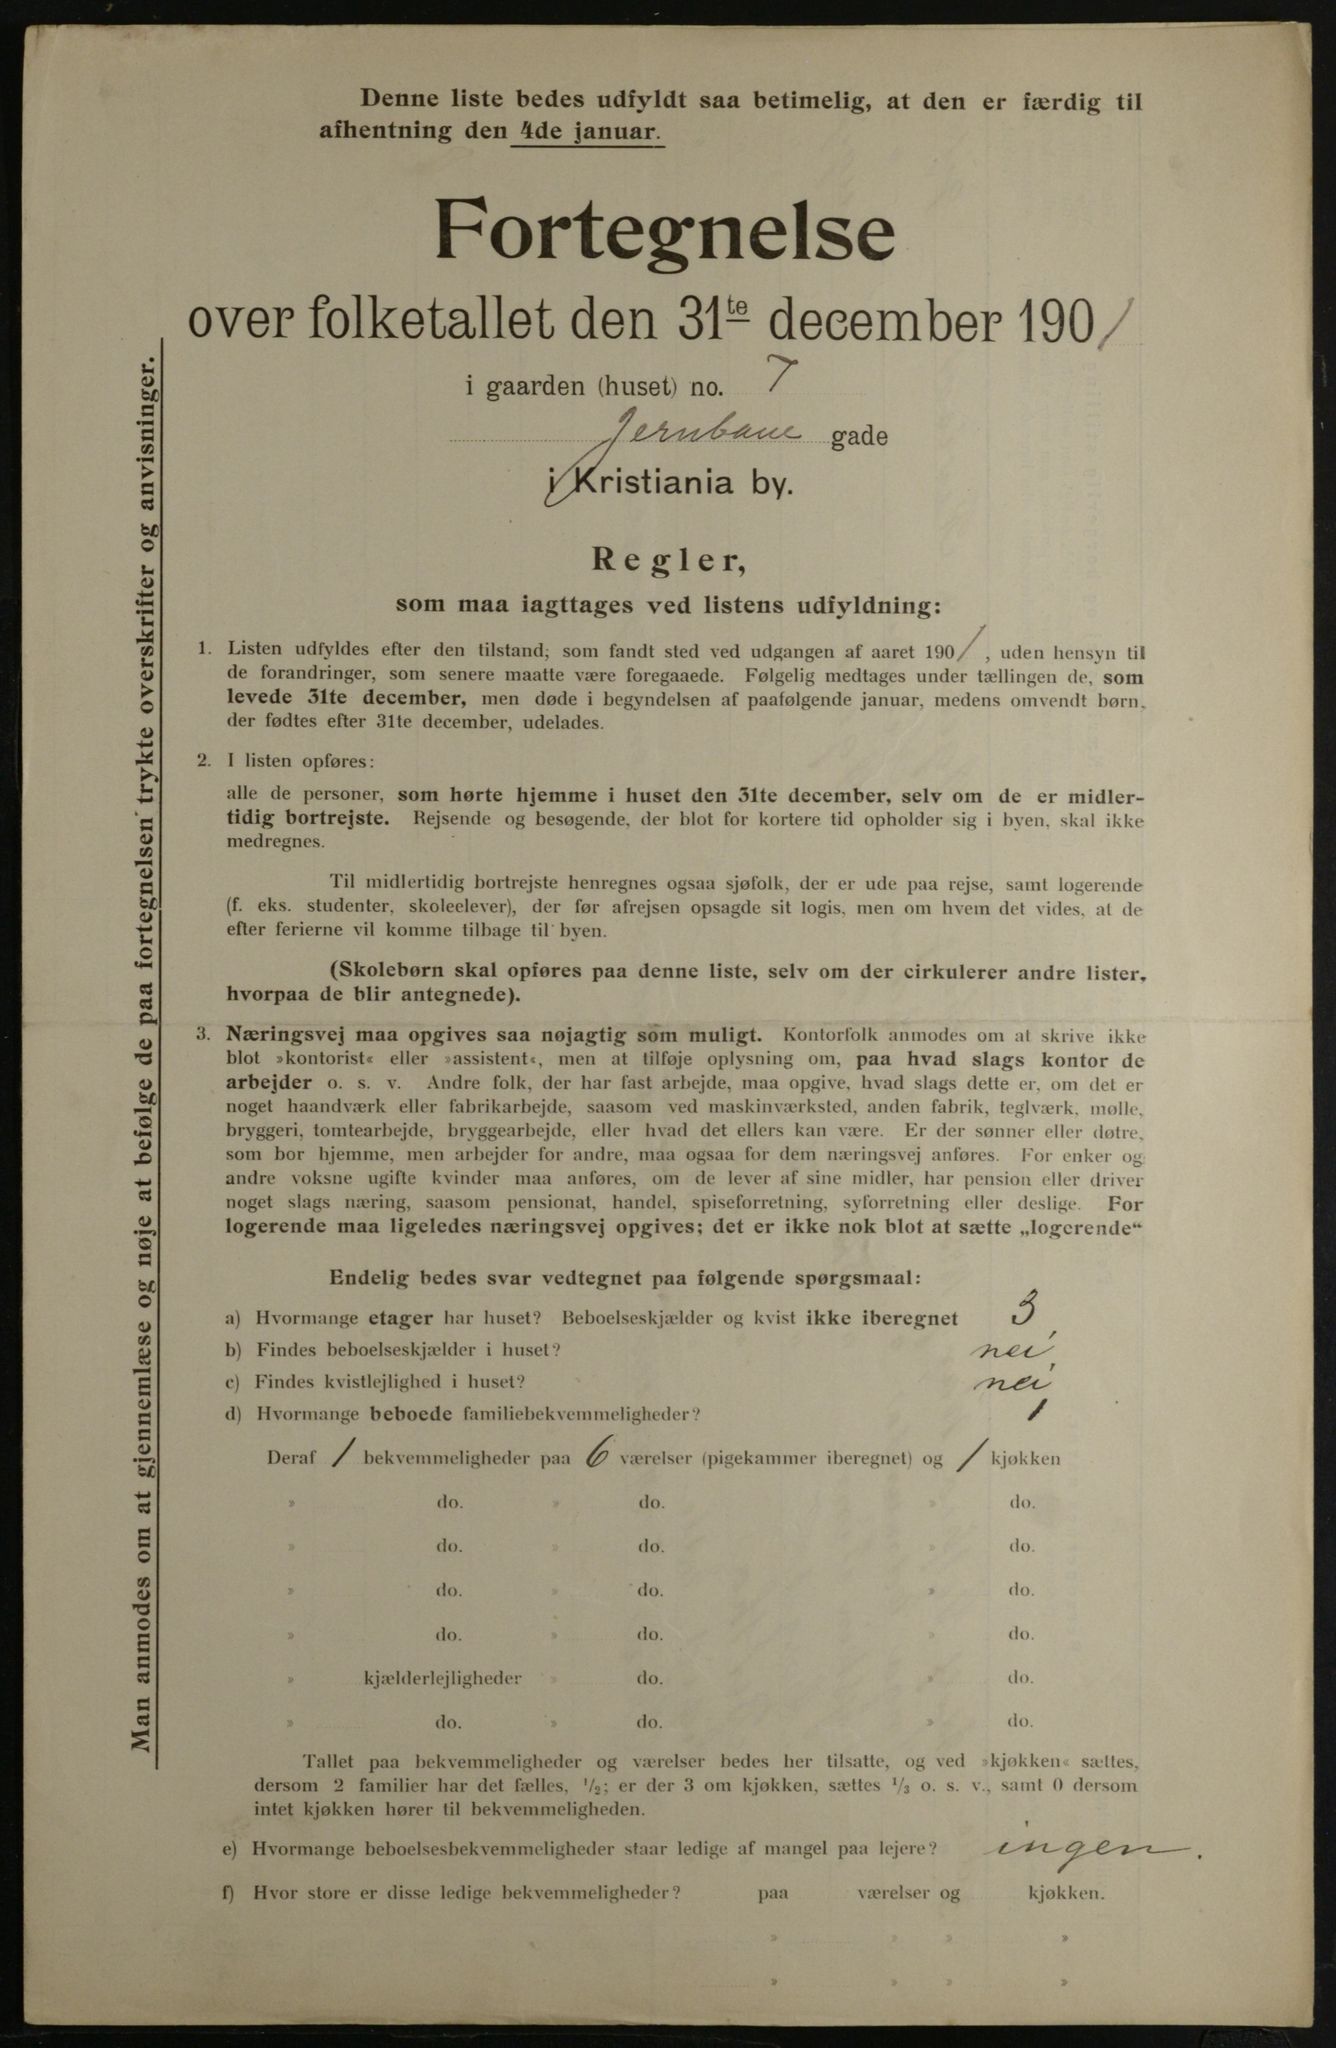 Denne liste bedes udfyldt saa betimelig, at den er færdig til
afhentning den 4de januar.
Fortegnelse
over folketallet den 31te december 1901
i gaarden (huset) no. 7
Jernbane gade
i Kristiania by.
Regler,
som maa iagttages ved listens udfyldning:
1. Listen udfyldes efter den tilstand; som fandt sted ved udgangen af aaret 1901, uden hensyn til
de forandringer, som senere maatte være foregaaede. Følgelig medtages under tællingen de, som
levede 31te december, men døde i begyndelsen af paafølgende januar, medens omvendt børn,
der fødtes efter 31te december, udelades.
2. I listen opføres:
alle de personer, som hørte hjemme i huset den 31te december, selv om de er midler-
tidig bortrejste. Rejsende og besøgende, der blot for kortere tid opholder sig i byen, skal ikke
medregnes.
Til midlertidig bortrejste henregnes ogsaa sjøfolk, der er ude paa rejse, samt logerende
(f. eks. studenter, skoleelever), der før afrejsen opsagde sit logis, men om hvem det vides, at de
efter ferierne vil komme tilbage til byen.
(Skolebørn skal opføres paa denne liste, selv om der cirkulerer andre lister,
hvorpaa de blir antegnede).
3. Næringsvej maa opgives saa nøjagtig som muligt. Kontorfolk anmodes om at skrive ikke
blot »kontorist« eller »assistent«, men at tilføje oplysning om, paa hvad slags kontor de
arbejder o. s. v. Andre folk, der har fast arbejde, maa opgive, hvad slags dette er, om det er
noget haandværk eller fabrikarbejde, saasom ved maskinværksted, anden fabrik, teglværk, mølle,
bryggeri, tomtearbejde, bryggearbejde, eller hvad det ellers kan være. Er der sønner eller døtre,
som bor hjemme, men arbejder for andre, maa ogsaa for dem næringsvej anføres. For enker og
andre voksne ugifte kvinder maa anføres, om de lever af sine midler, har pension eller driver
noget slags næring, saasom pensionat, handel, spiseforretning, syforretning eller deslige. For
logerende maa ligeledes næringsvej opgives; det er ikke nok blot at sætte „logerende“
Endelig bedes svar vedtegnet paa følgende spørgsmaal:
a) Hvormange etager har huset? Beboelseskjælder og kvist ikke iberegnet 3,
b) Findes beboelseskjælder i huset? nei,
c) Findes kvistlejlighed i huset? nei,
d) Hvormange beboede familiebekvemmeligheder? 1
Deraf 1 bekvemmeligheder paa 6 værelser (pigekammer iberegnet) og 1 kjøkken
» do. » do. » do.
» do. » do. » do.
» do. » do. » do.
» do. » do. » do.
» kjælderlejligheder » do. » do.
» do. » do. » do.
Tallet paa bekvemmeligheder og værelser bedes her tilsatte, og ved »kjøkken« sættes,
dersom 2 familier har det fælles, 1/2; er der 3 om kjøkken, sættes 1/3 o. s. v., samt 0 dersom
intet kjøkken hører til bekvemmeligheden.
e) Hvormange beboelsesbekvemmeligheder staar ledige af mangel paa lejere? ingen.
f) Hvor store er disse ledige bekvemmeligheder? paa værelser og kjøkken.
» » » »
» » » »
Man anmodes om at gjennemlæse og nøje at befølge de paa fortegnelsen trykte overskrifter og anvisninger.